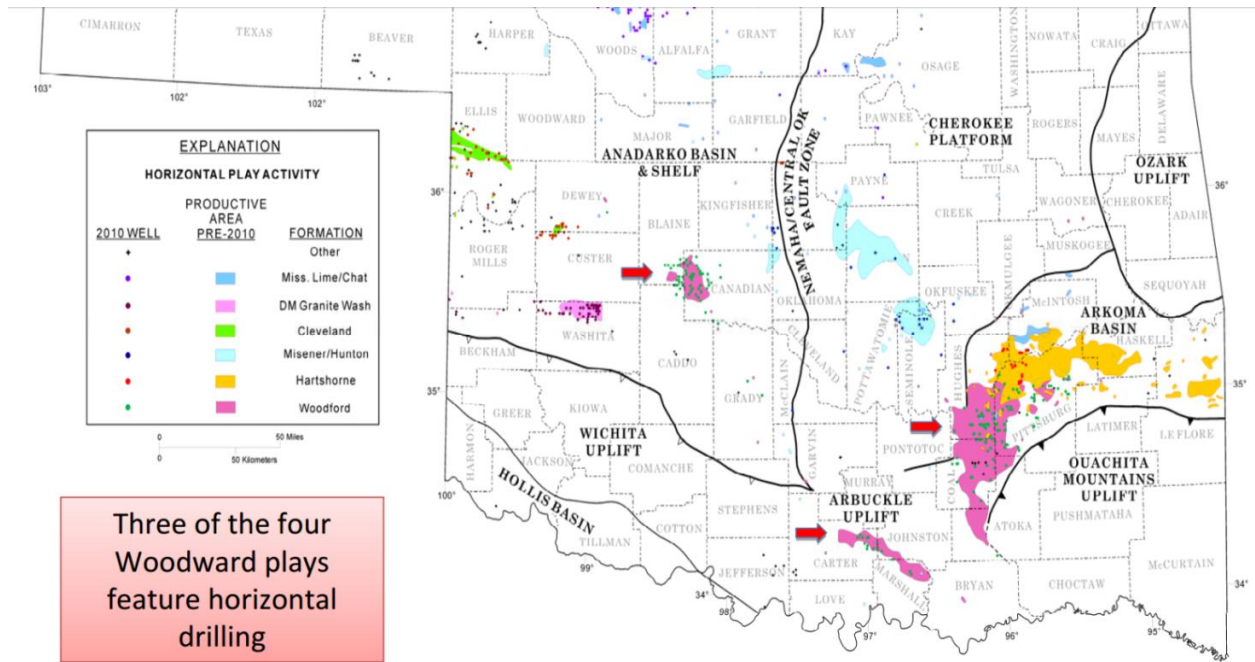 CIMARRON
TEXAS
BEAVER
HARPER
WOODS
ALFALFA
GRANT
KAY
OSAGE
WASHINGTON
NOWATA
CRAIG
OTTAWA
103°
102°
102°
ELLIS
WOODWARD
MAJOR
GARFIELD
PAWNEE
ROGERS
MAYES
DELAWARE
CHEROKEE
PLATFORM
ANADARKO BASIN
& SHELF
NEMAHA/CENTRAL OK
FAULT ZONE
OZARK
UPLIFT
36°
36°
DEWEY
BLAINE
KINGFISHER
PAYNE
CREEK
TULSA
WAGONER
CHEROKEE
ADAIR
ROGER
MILLS
CUSTER
CANADIAN
OKLAHOMA
OKFUSKEE
OKMULGEE
MUSKOGEE
McINTOSH
SEQUOYAH
WASHITA
BECKHAM
CADDO
GRADY
McCLAIN
CLEVELAND
POTTAWATOMIE
SEMINOLE
HUGHES
ARKOMA
BASIN
HASKELL
35°
35°
GREER
KIOWA
WICHITA
UPLIFT
HARMON
JACKSON
COMANCHE
GARVIN
PONTOTOC
COAL
PITTSBURG
LATIMER
LE FLORE
OUACHITA
MOUNTAINS
UPLIFT
100°
HOLLIS BASIN
TILLMAN
COTTON
STEPHENS
MURRAY
ARBUCKLE
UPLIFT
JOHNSTON
ATOKA
PUSHMATAHA
McCURTAIN
99°
JEFFERSON
CARTER
LOVE
MARSHALL
BRYAN
CHOCTAW
34°
98°
97°
96°
95°
34°
EXPLANATION
HORIZONTAL PLAY ACTIVITY
PRODUCTIVE
AREA
2010 WELL PRE-2010 FORMATION
Other
Miss. Lime/Chat
DM Granite Wash
Cleveland
Misener/Hunton
Hartshorne
Woodford
0 50 Miles
0 50 Kilometers
Three of the four
Woodward plays
feature horizontal
drilling